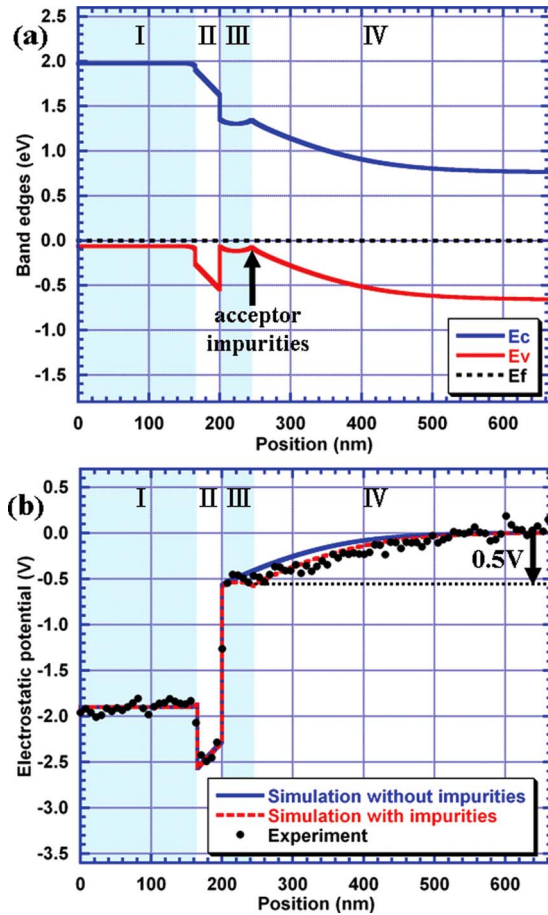 (a)
I II III IV
2.5
2.0
1.5
1.0
0.5
0.0
-0.5
-1.0
-1.5
Band edges (eV)
acceptor
impurities
Ec
Ev
Ef
0 100 200 300 400 500 600
Position (nm)
(b)
I II III IV
0.5
0.0
-0.5
-1.0
-1.5
-2.0
-2.5
-3.0
-3.5
Electrostatic potential (V)
0.5V
Simulation without impurities
Simulation with impurities
Experiment
0 100 200 300 400 500 600
Position (nm)